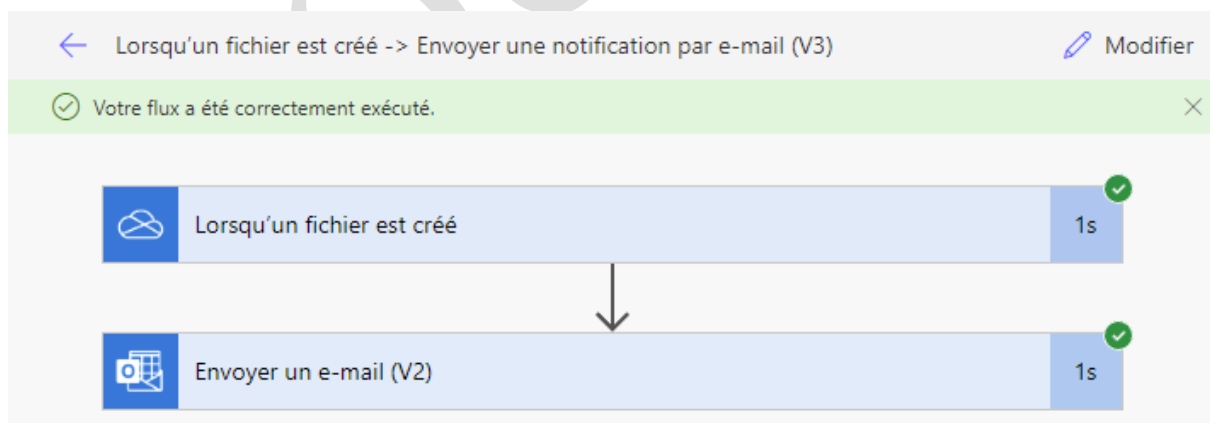 Lorsqu'un fichier est créé -> Envoyer une notification par e-mail (V3)
Modifier
Votre flux a été correctement exécuté.
Lorsqu'un fichier est créé
1s
Envoyer un e-mail (V2)
1s